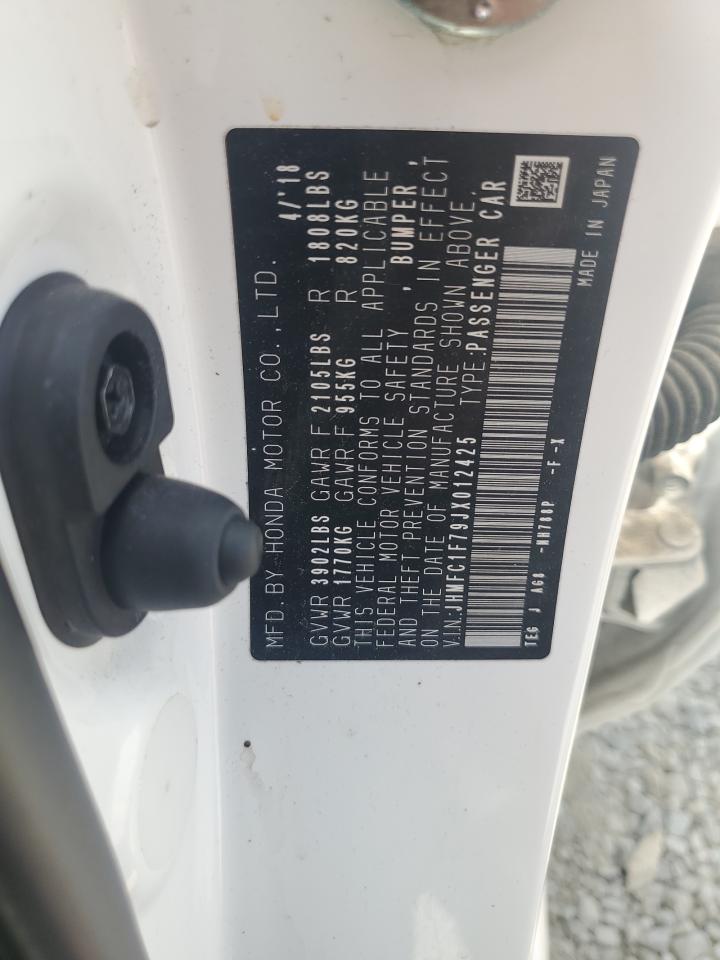 MFD. BY HONDA MOTOR CO.,LTD. 4/'18
GVWR 3902LBS GAWR F 2105LBS R 1808LBS
GVWR 1770KG GAWR F 955KG R 820KG
THIS VEHICLE CONFORMS TO ALL APPLICABLE
FEDERAL MOTOR VEHICLE SAFETY , BUMPER,
AND THEFT PREVENTION STANDARDS IN EFFECT
ON THE DATE OF MANUFACTURE SHOWN ABOVE.
V.I.N:JHMFC1F79JX012425 TYPE:PASSENGER CAR
TEG J AG8 -NH788P -F-X
MADE IN JAPAN